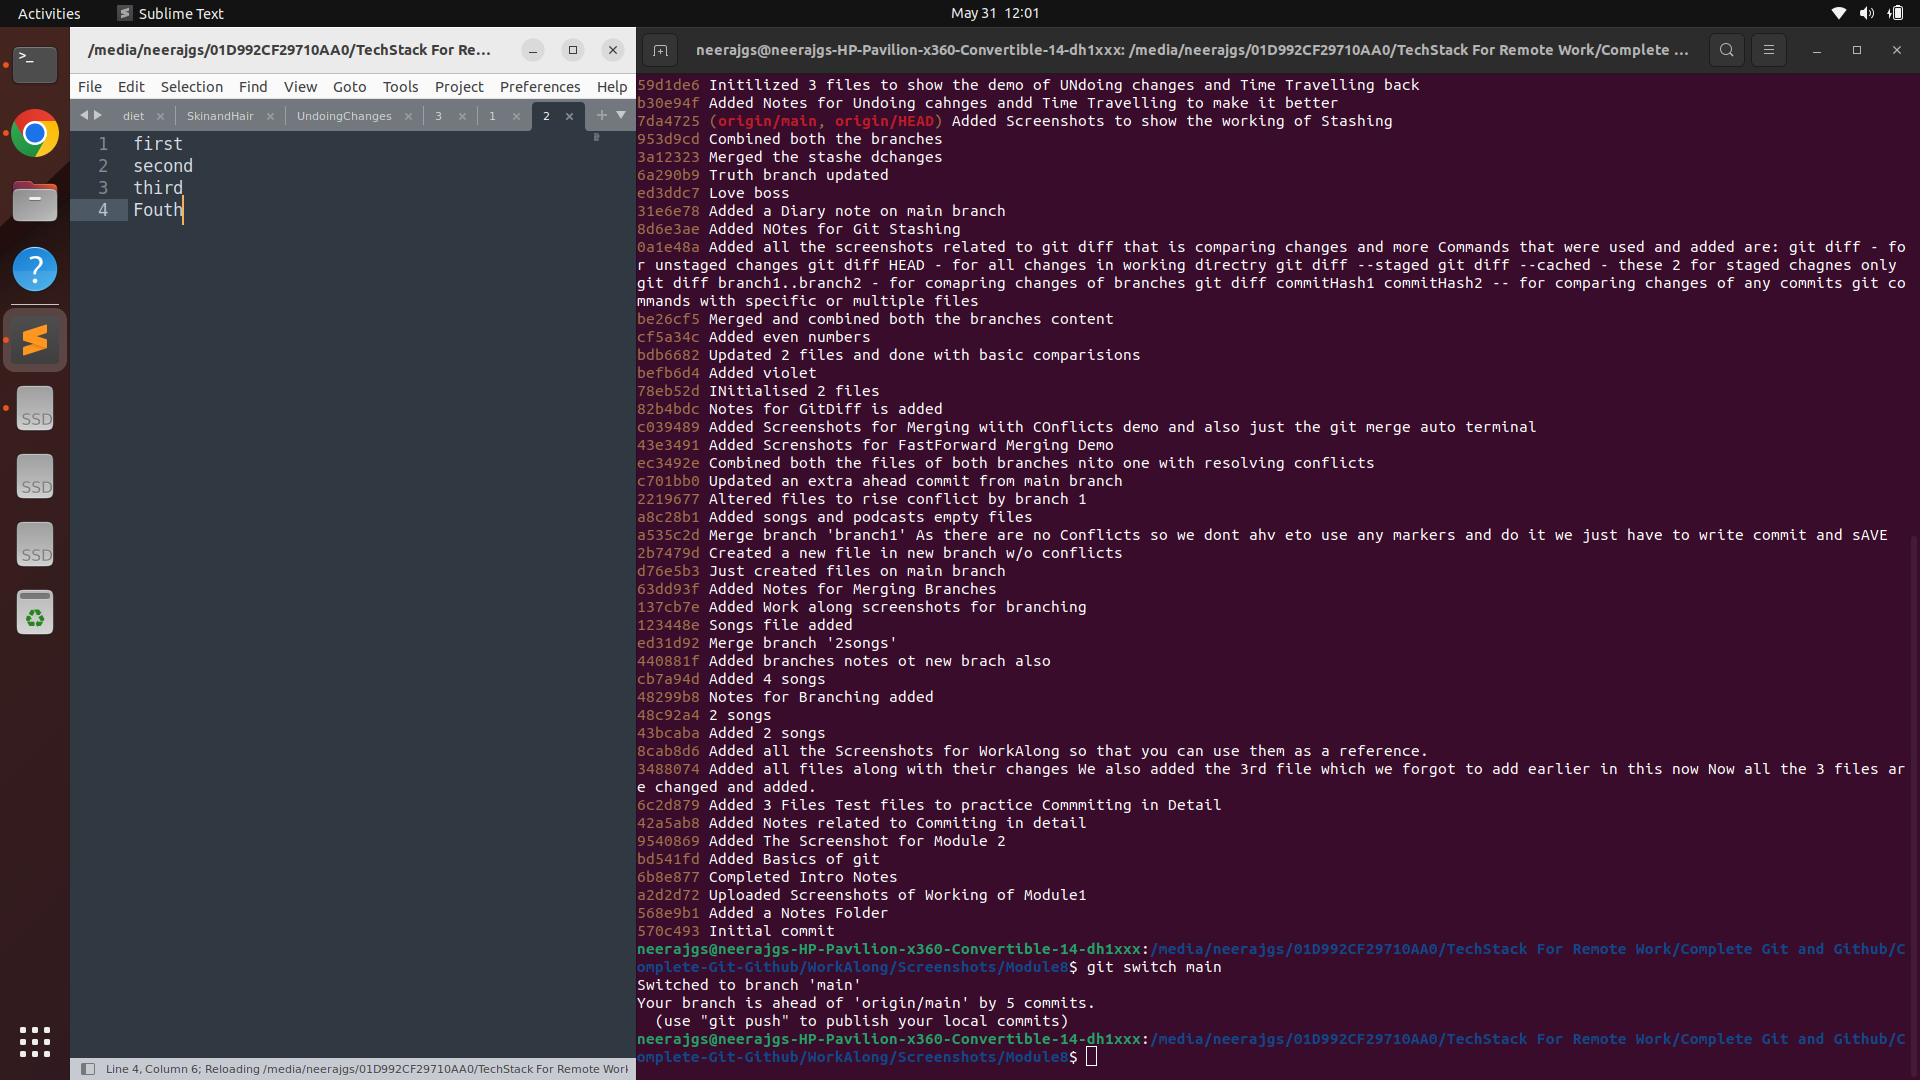 Activities
Sublime Text
May 31 12:01
/media/neerajgs/01D992CF29710AA0/TechStack For Re...
File Edit Selection Find View Goto Tools Project Preferences Help
diet
SkinandHair
UndoingChanges
3
1
2
1 first
2 second
3 third
4 Fouth
Line 4, Column 6; Reloading /media/neerajgs/01D992CF29710AA0/TechStack For Remote Work
>_
?
SSD
SSD
SSD
neerajgs@neerajgs-HP-Pavilion-x360-Convertible-14-dh1xxx: /media/neerajgs/01D992CF29710AA0/TechStack For Remote Work/Complete ...
59d1de6 Initilized 3 files to show the demo of UNdoing changes and Time Travelling back
b30e94f Added Notes for Undoing cahnges andd Time Travelling to make it better
7da4725 (origin/main, origin/HEAD) Added Screenshots to show the working of Stashing
953d9cd Combined both the branches
3a12323 Merged the stashe dchanges
6a290b9 Truth branch updated
ed3ddc7 Love boss
31e6e78 Added a Diary note on main branch
8d6e3ae Added NOtes for Git Stashing
0a1e48a Added all the screenshots related to git diff that is comparing changes and more Commands that were used and added are: git diff - fo
r unstaged changes git diff HEAD - for all changes in working directry git diff --staged git diff --cached - these 2 for staged chagnes only
git diff branch1..branch2 - for comapring changes of branches git diff commitHash1 commitHash2 -- for comparing changes of any commits git co
mmands with specific or multiple files
be26cf5 Merged and combined both the branches content
cf5a34c Added even numbers
bdb6682 Updated 2 files and done with basic comparisions
befb6d4 Added violet
78eb52d INitialised 2 files
82b4bdc Notes for GitDiff is added
c039489 Added Screenshots for Merging wiith COnflicts demo and also just the git merge auto terminal
43e3491 Added Screnshots for FastForward Merging Demo
ec3492e Combined both the files of both branches nito one with resolving conflicts
c701bb0 Updated an extra ahead commit from main branch
2219677 Altered files to rise conflict by branch 1
a8c28b1 Added songs and podcasts empty files
a535c2d Merge branch 'branch1' As there are no Conflicts so we dont ahv eto use any markers and do it we just have to write commit and sAVE
2b7479d Created a new file in new branch w/o conflicts
d76e5b3 Just created files on main branch
63dd93f Added Notes for Merging Branches
137cb7e Added Work along screenshots for branching
123448e Songs file added
ed31d92 Merge branch '2songs'
440881f Added branches notes ot new brach also
cb7a94d Added 4 songs
48299b8 Notes for Branching added
48c92a4 2 songs
43bcaba Added 2 songs
8cab8d6 Added all the Screenshots for WorkAlong so that you can use them as a reference.
3488074 Added all files along with their changes We also added the 3rd file which we forgot to add earlier in this now Now all the 3 files ar
e changed and added.
6c2d879 Added 3 Files Test files to practice Commmiting in Detail
42a5ab8 Added Notes related to Commiting in detail
9540869 Added The Screenshot for Module 2
bd541fd Added Basics of git
6b8e877 Completed Intro Notes
a2d2d72 Uploaded Screenshots of Working of Module1
568e9b1 Added a Notes Folder
570c493 Initial commit
neerajgs@neerajgs-HP-Pavilion-x360-Convertible-14-dh1xxx:/media/neerajgs/01D992CF29710AA0/TechStack For Remote Work/Complete Git and Github/C
omplete-Git-Github/WorkAlong/Screenshots/Module8$ git switch main
Switched to branch 'main'
Your branch is ahead of 'origin/main' by 5 commits.
(use "git push" to publish your local commits)
neerajgs@neerajgs-HP-Pavilion-x360-Convertible-14-dh1xxx:/media/neerajgs/01D992CF29710AA0/TechStack For Remote Work/Complete Git and Github/C
omplete-Git-Github/WorkAlong/Screenshots/Module8$